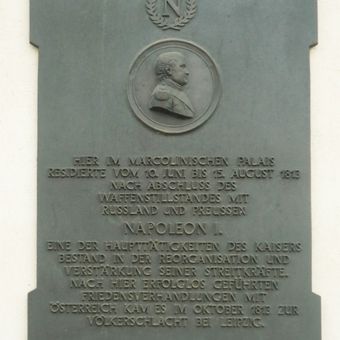 N
HIER IM MARCOLINISCHEN PALAIS
RESIDIERTE VOM 10. JUNI BIS 15. AUGUST 1813
NACH ABSCHLUSS DES
WAFFENSTILLSTANDES MIT
RUSSLAND UND PREUSSEN
NAPOLEON I.
EINE DER HAUPTTÄTIGKEITEN DES KAISERS
BESTAND IN DER REORGANISATION UND
VERSTÄRKUNG SEINER STREITKRÄFTE.
NACH HIER ERFOLGLOS GEFÜHRTEN
FRIEDENSVERHANDLUNGEN MIT
ÖSTERREICH KAM ES IM OKTOBER 1813 ZUR
VÖLKERSCHLACHT BEI LEIPZIG.